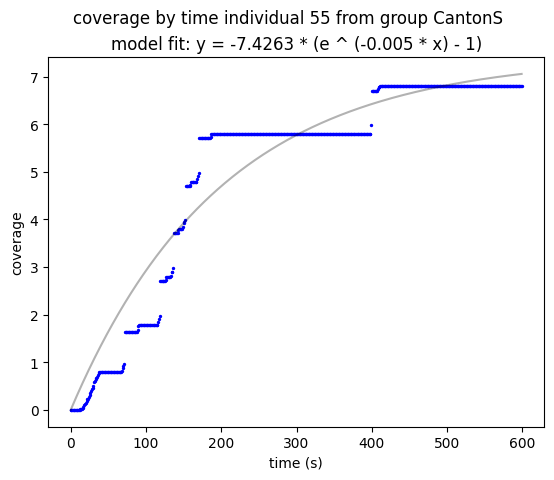 coverage by time individual 55 from group CantonS
model fit: y = -7.4263 * (e ^ (-0.005 * x) - 1)
7
6
5
4
3
2
1
0
coverage
0 100 200 300 400 500 600
time (s)